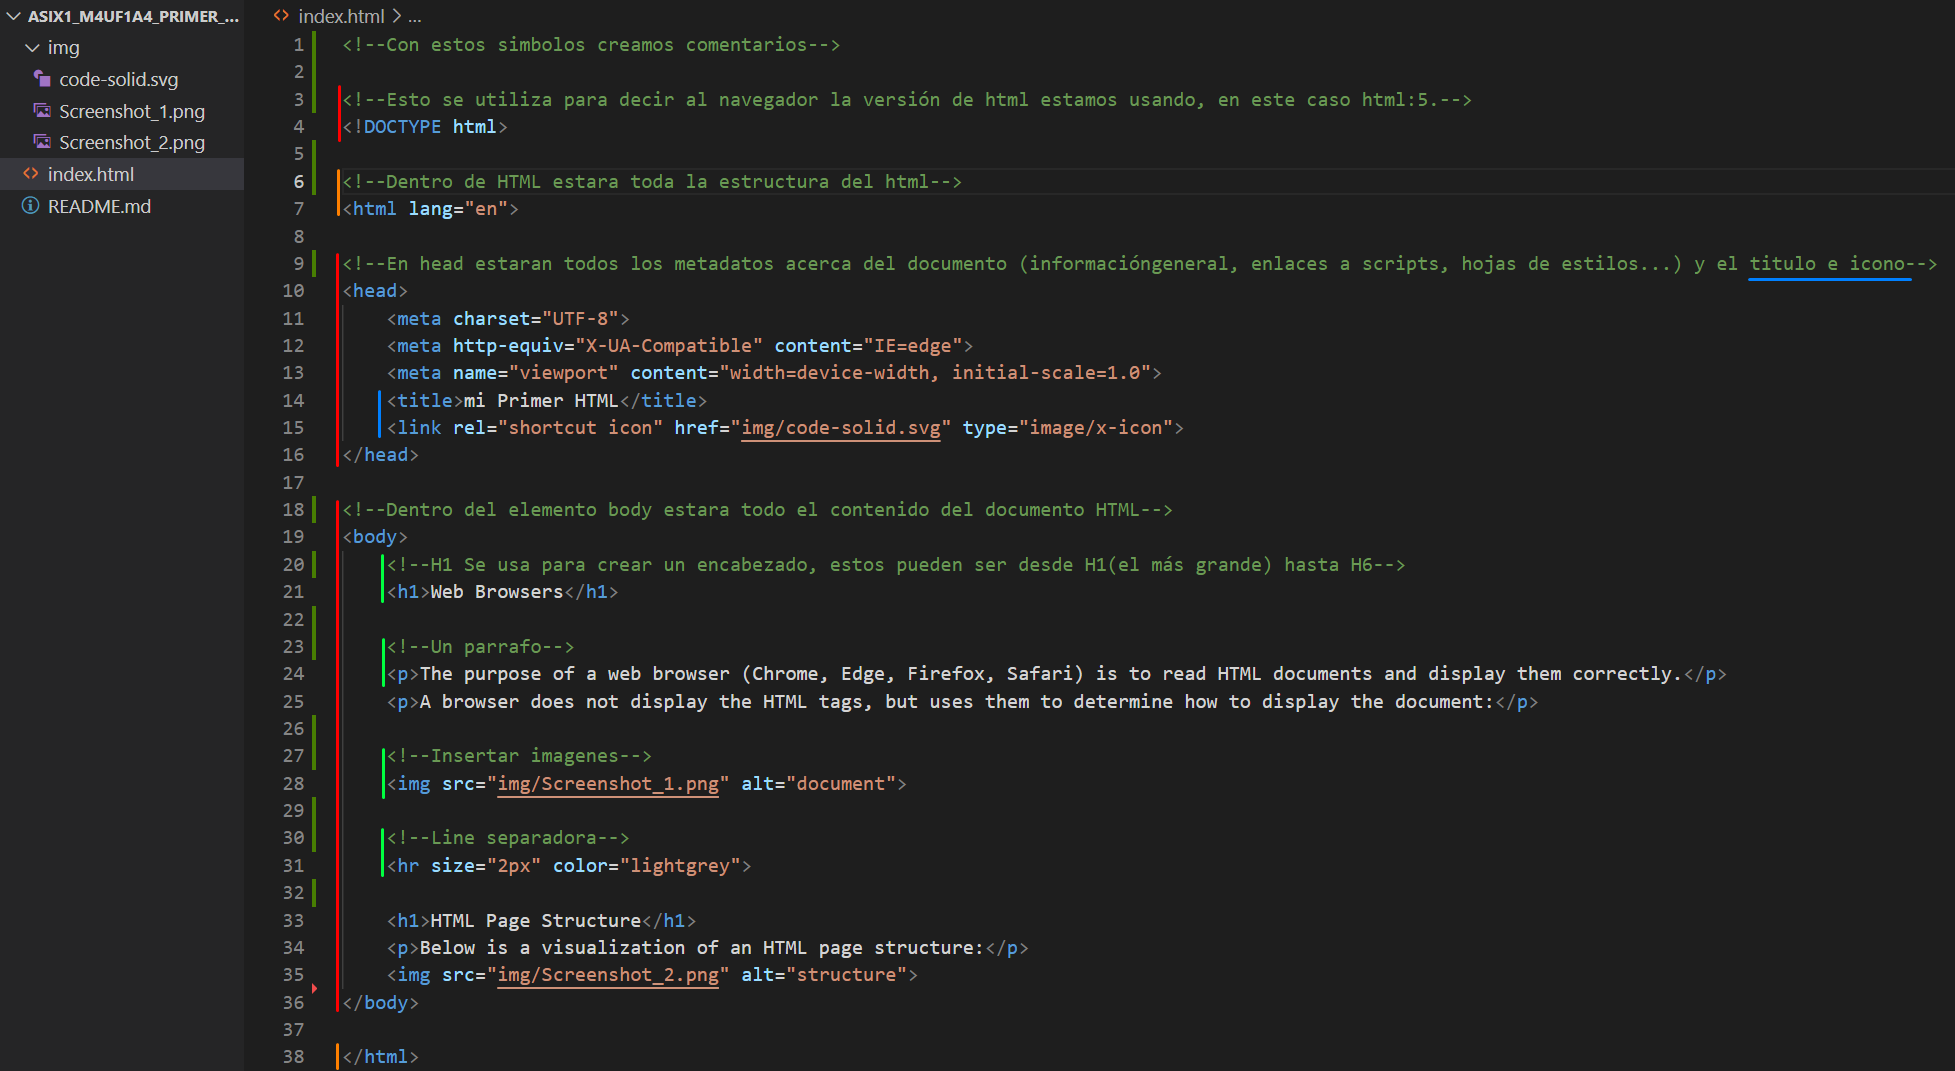 ASIX1_M4UF1A4_PRIMER_...
img
code-solid.svg
Screenshot_1.png
Screenshot_2.png
index.html
README.md
index.html > ...
1 <!--Con estos simbolos creamos comentarios-->
2
3 <!--Esto se utiliza para decir al navegador la versión de html estamos usando, en este caso html:5.-->
4 <!DOCTYPE html>
5
6 <!--Dentro de HTML estara toda la estructura del html-->
7 <html lang="en">
8
9 <!--En head estaran todos los metadatos acerca del documento (informacióngeneral, enlaces a scripts, hojas de estilos...) y el titulo e icono-->
10 <head>
11     <meta charset="UTF-8">
12     <meta http-equiv="X-UA-Compatible" content="IE=edge">
13     <meta name="viewport" content="width=device-width, initial-scale=1.0">
14     <title>mi Primer HTML</title>
15     <link rel="shortcut icon" href="img/code-solid.svg" type="image/x-icon">
16 </head>
17
18 <!--Dentro del elemento body estara todo el contenido del documento HTML-->
19 <body>
20     <!--H1 Se usa para crear un encabezado, estos pueden ser desde H1(el más grande) hasta H6-->
21     <h1>Web Browsers</h1>
22
23     <!--Un parrafo-->
24     <p>The purpose of a web browser (Chrome, Edge, Firefox, Safari) is to read HTML documents and display them correctly.</p>
25     <p>A browser does not display the HTML tags, but uses them to determine how to display the document:</p>
26
27     <!--Insertar imagenes-->
28     <img src="img/Screenshot_1.png" alt="document">
29
30     <!--Line separadora-->
31     <hr size="2px" color="lightgrey">
32
33     <h1>HTML Page Structure</h1>
34     <p>Below is a visualization of an HTML page structure:</p>
35     <img src="img/Screenshot_2.png" alt="structure">
36 </body>
37
38 </html>